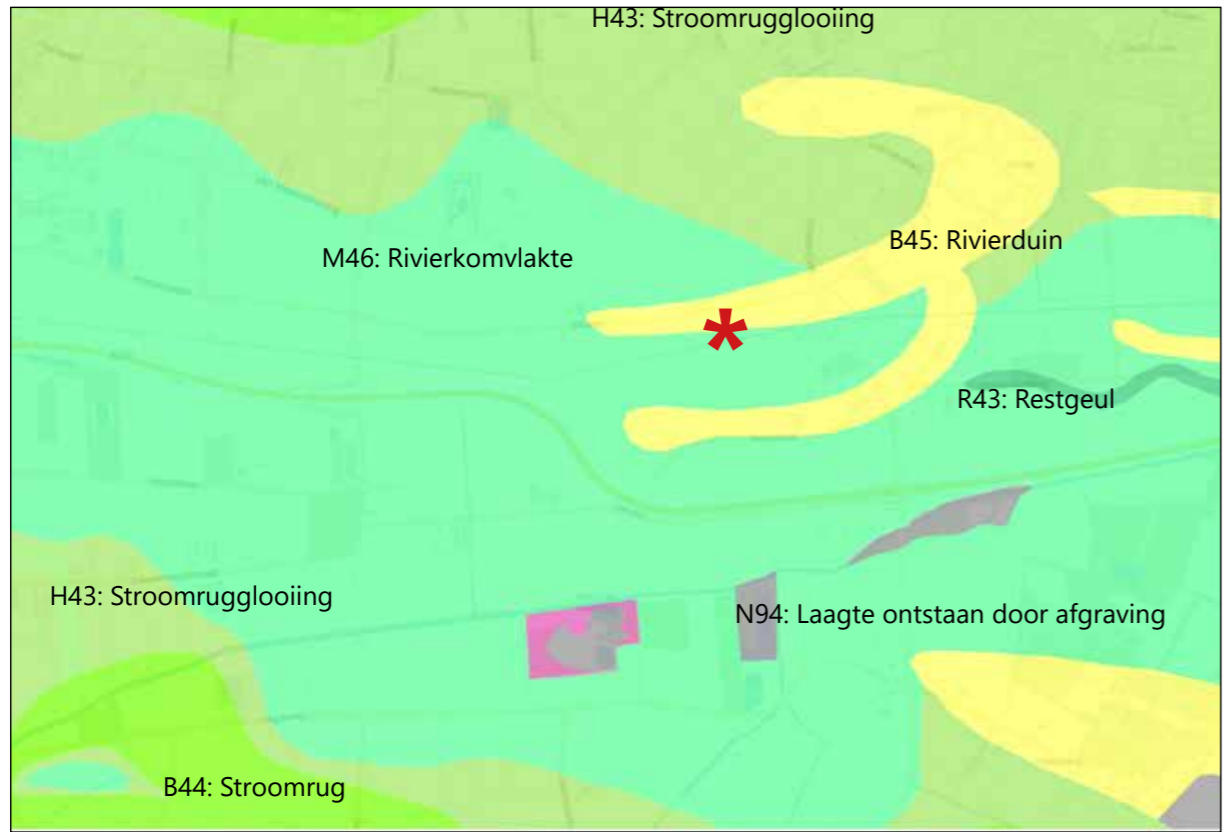 H43: Stroomrugglooiing
B45: Rivierduin
M46: Rivierkomvlakte
*
R43: Restgeul
H43: Stroomrugglooiing
N94: Laagte ontstaan door afgraving
B44: Stroomrug